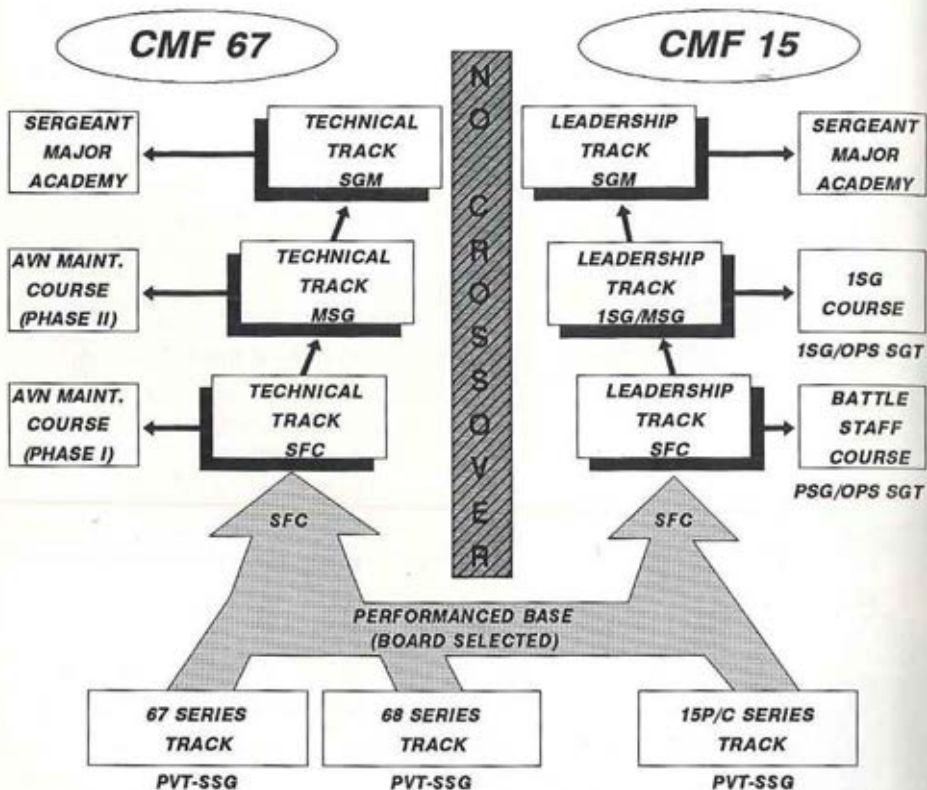 CMF 67
CMF 15
SERGEANT
MAJOR
ACADEMY
TECHNICAL
TRACK
SGM
NO CROSSOVER
LEADERSHIP
TRACK
SGM
SERGEANT
MAJOR
ACADEMY
AVN MAINT.
COURSE
(PHASE II)
TECHNICAL
TRACK
MSG
LEADERSHIP
TRACK
1SG/MSG
1SG
COURSE
1SG/OPS SGT
AVN MAINT.
COURSE
(PHASE I)
TECHNICAL
TRACK
SFC
LEADERSHIP
TRACK
SFC
BATTLE
STAFF
COURSE
PSG/OPS SGT
SFC
SFC
PERFORMANCED BASE
(BOARD SELECTED)
67 SERIES
TRACK
PVT-SSG
68 SERIES
TRACK
PVT-SSG
15P/C SERIES
TRACK
PVT-SSG